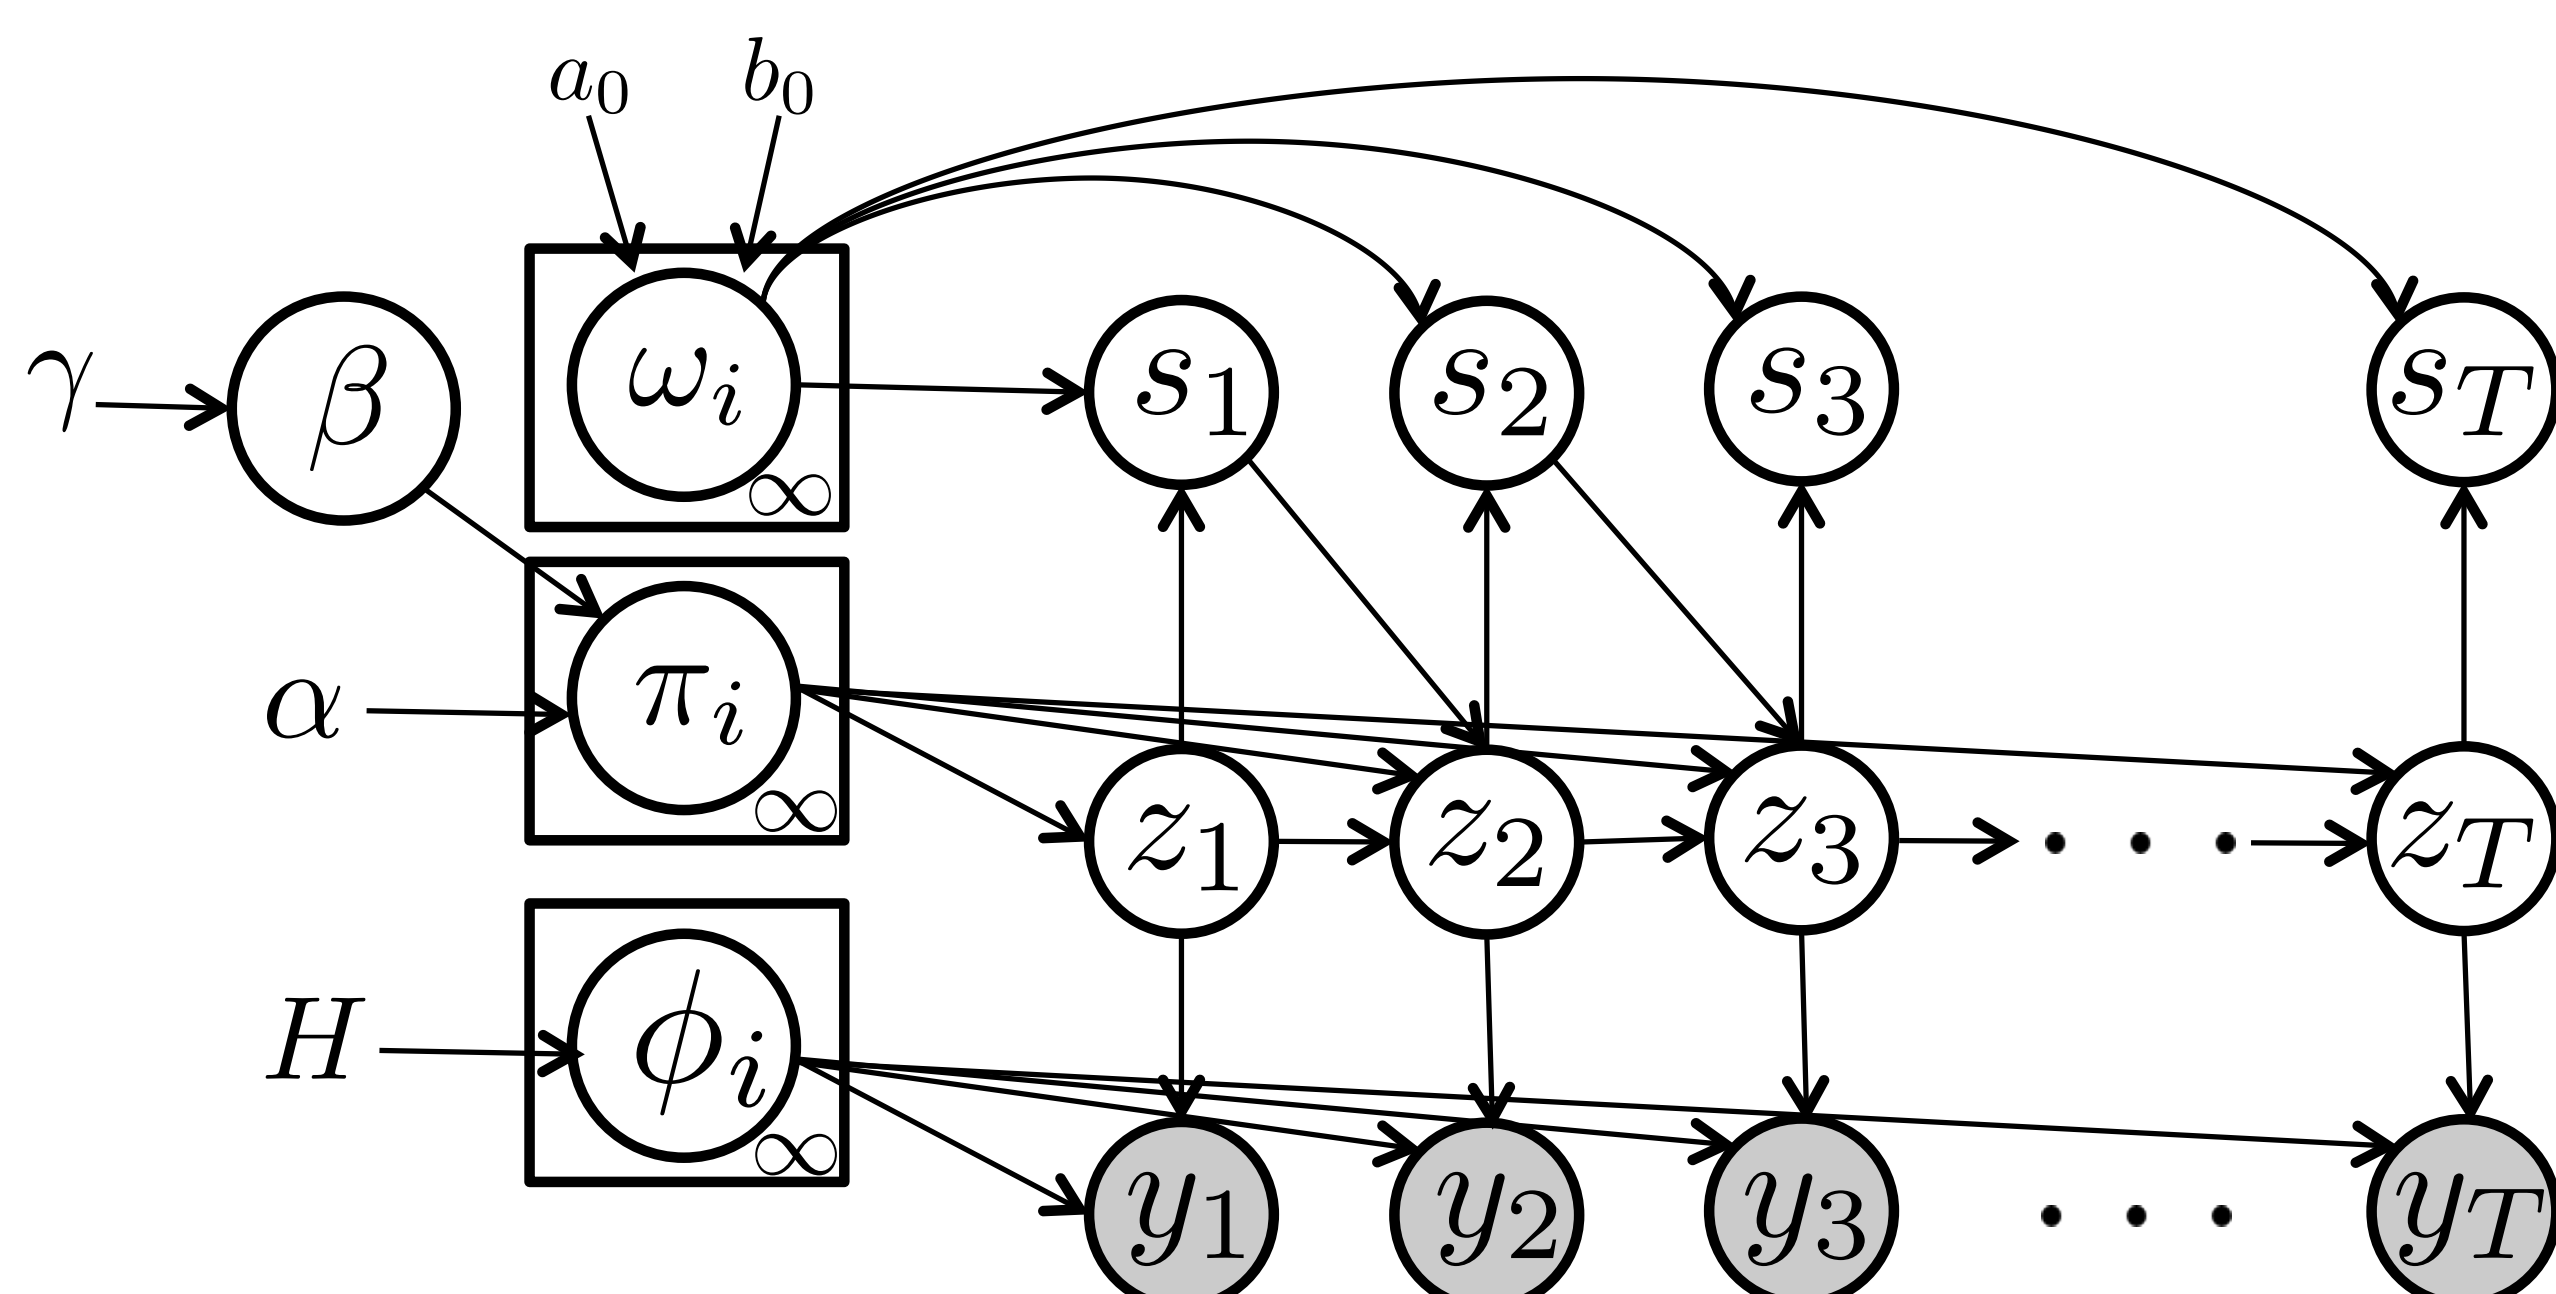 a₀ b₀
γ β ωᵢ ∞ s₁ s₂ s₃ s_T
α πᵢ ∞ z₁ z₂ z₃ . . . z_T
H ϕᵢ ∞ y₁ y₂ y₃ . . . y_T